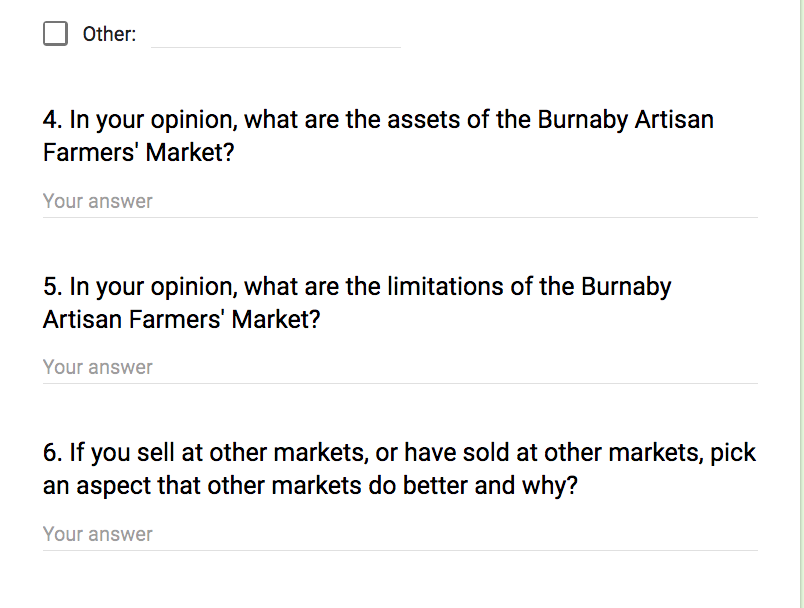 Other:
4. In your opinion, what are the assets of the Burnaby Artisan
Farmers' Market?
Your answer
5. In your opinion, what are the limitations of the Burnaby
Artisan Farmers' Market?
Your answer
6. If you sell at other markets, or have sold at other markets, pick
an aspect that other markets do better and why?
Your answer